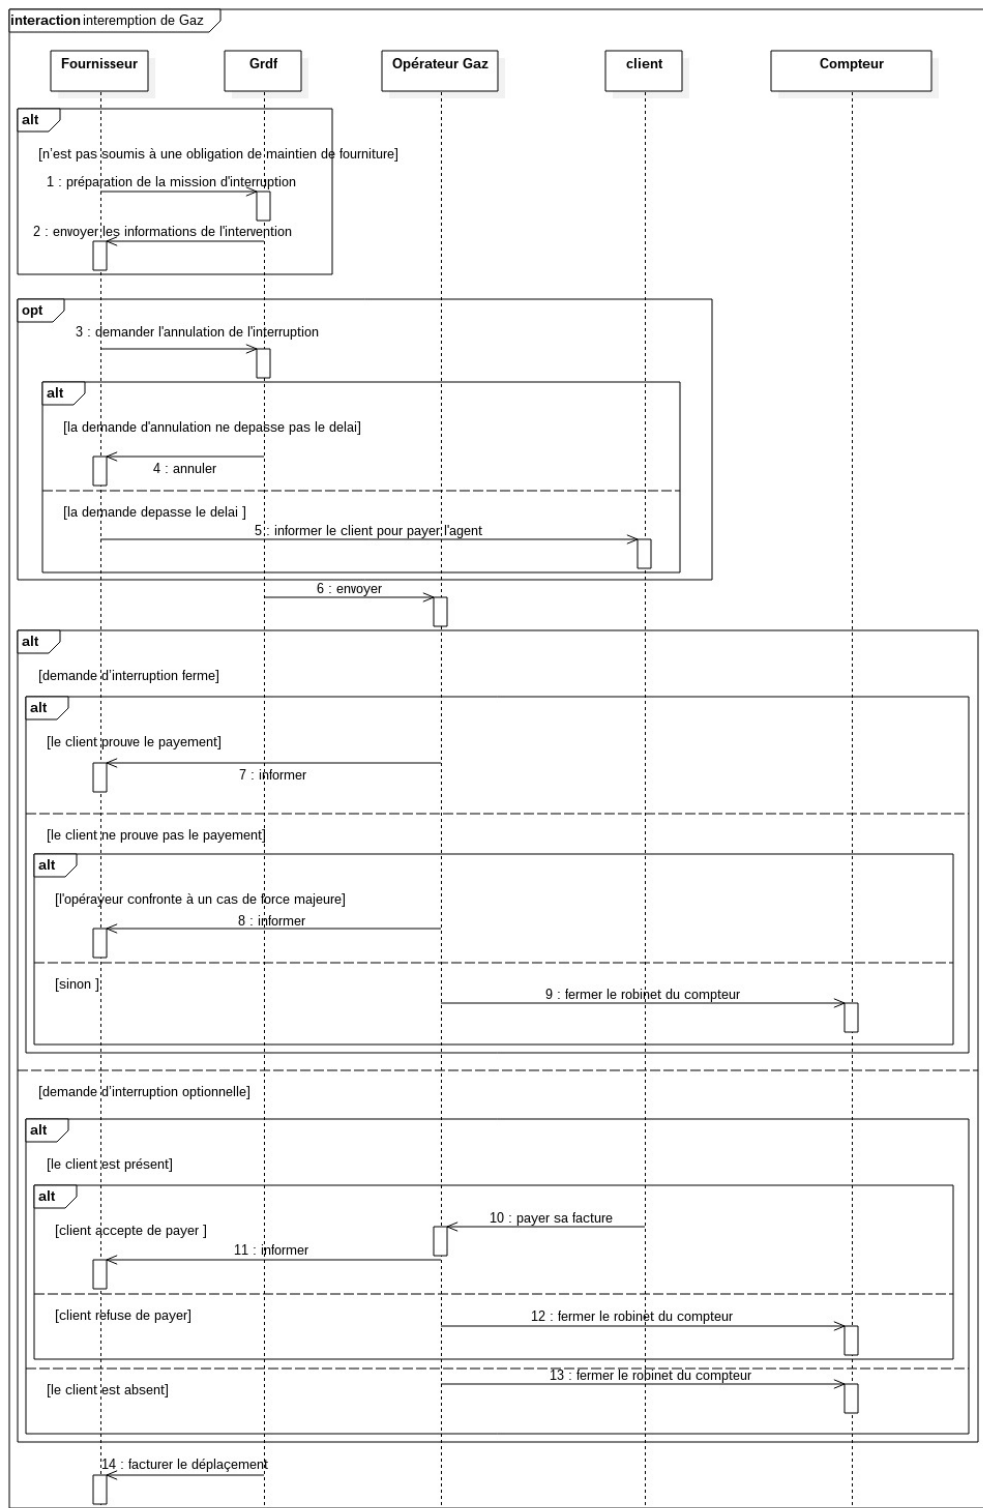 interaction interemption de Gaz
Fournisseur
Grdf
Opérateur Gaz
client
Compteur
alt
[n'est pas soumis à une obligation de maintien de fourniture]
1 : préparation de la mission d'interruption
2 : envoyer les informations de l'intervention
opt
3 : demander l'annulation de l'interruption
alt
[la demande d'annulation ne depasse pas le delai]
4 : annuler
[la demande depasse le delai ]
5 : informer le client pour payer l'agent
6 : envoyer
alt
[demande d'interruption ferme]
alt
[le client prouve le payement]
7 : informer
[le client ne prouve pas le payement]
alt
[l'opérayeur confronte à un cas de force majeure]
8 : informer
[sinon ]
9 : fermer le robinet du compteur
[demande d'interruption optionnelle]
alt
[le client est présent]
alt
10 : payer sa facture
[client accepte de payer ]
11 : informer
[client refuse de payer]
12 : fermer le robinet du compteur
13 : fermer le robinet du compteur
[le client est absent]
14 : facturer le déplaçement